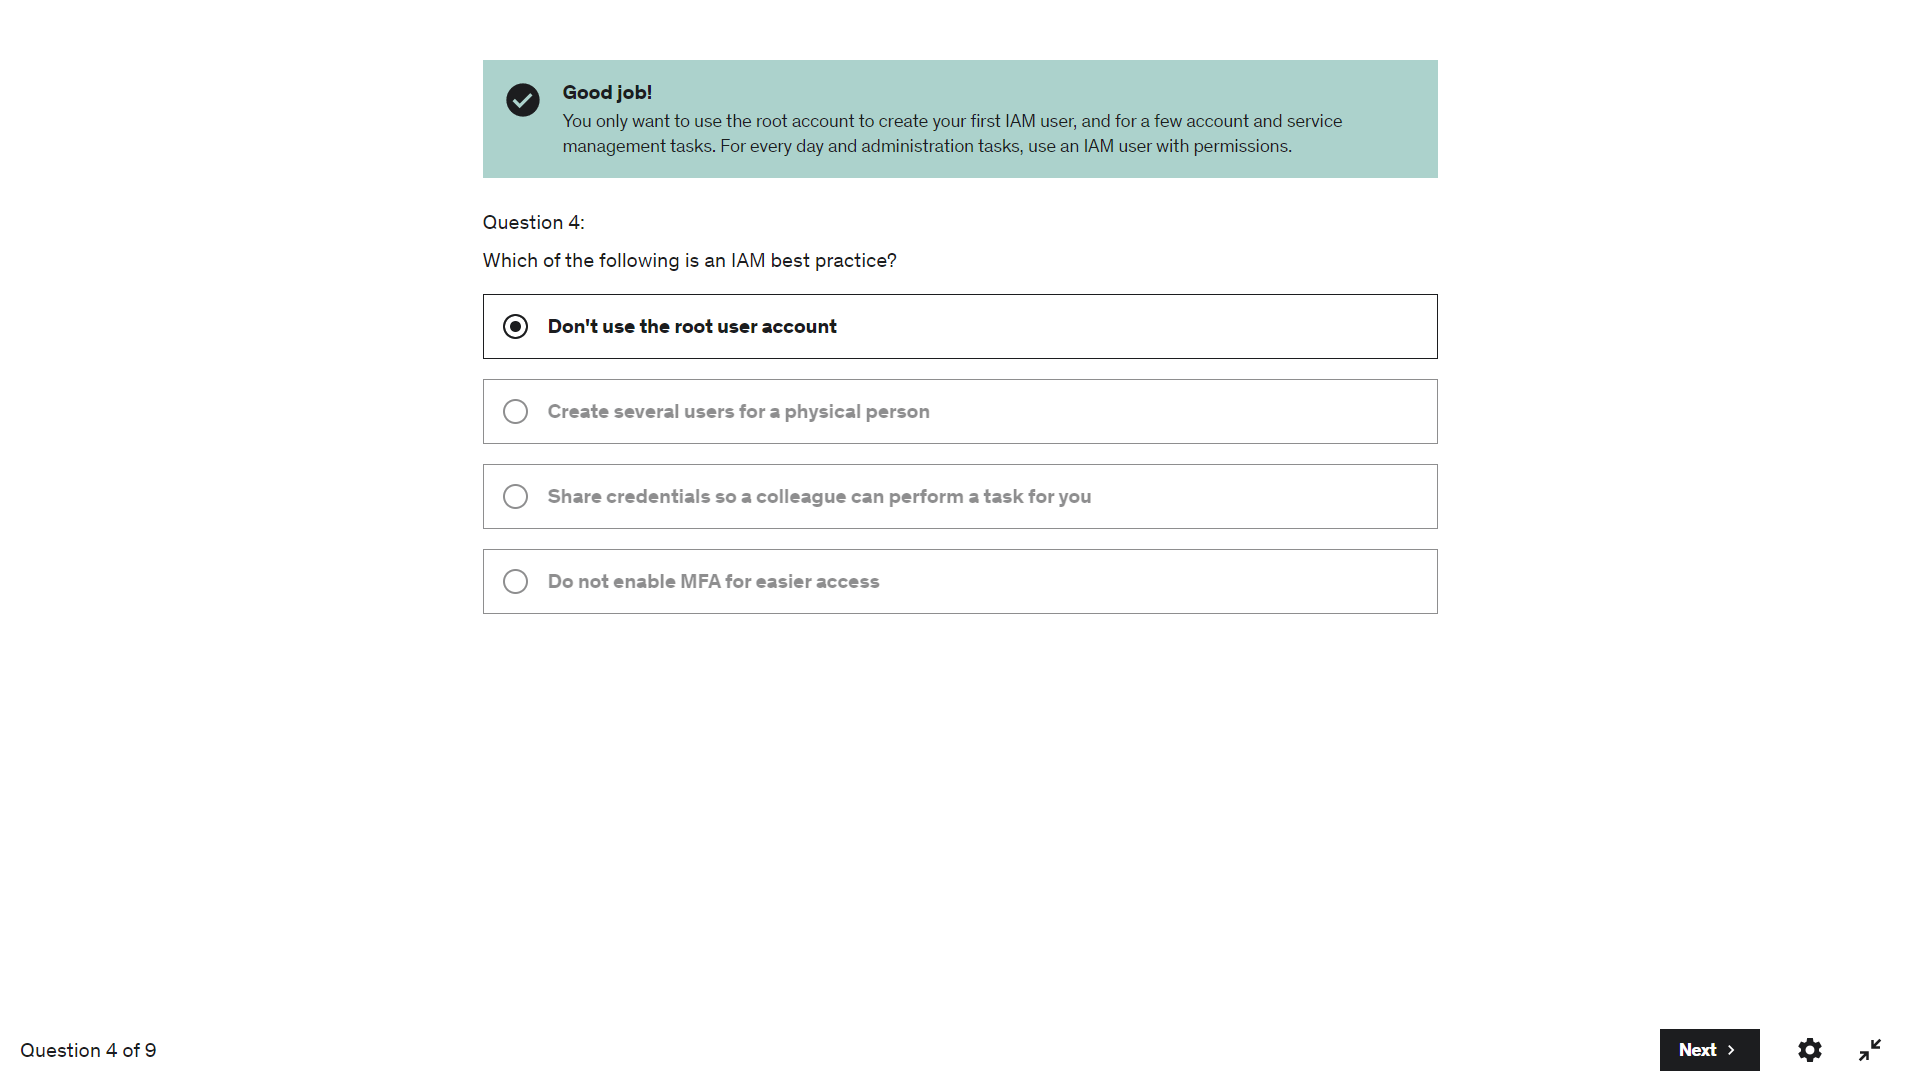 Good job!
You only want to use the root account to create your first IAM user, and for a few account and service
management tasks. For every day and administration tasks, use an IAM user with permissions.
Question 4:
Which of the following is an IAM best practice?
Don't use the root user account
Create several users for a physical person
Share credentials so a colleague can perform a task for you
Do not enable MFA for easier access
Question 4 of 9
Next